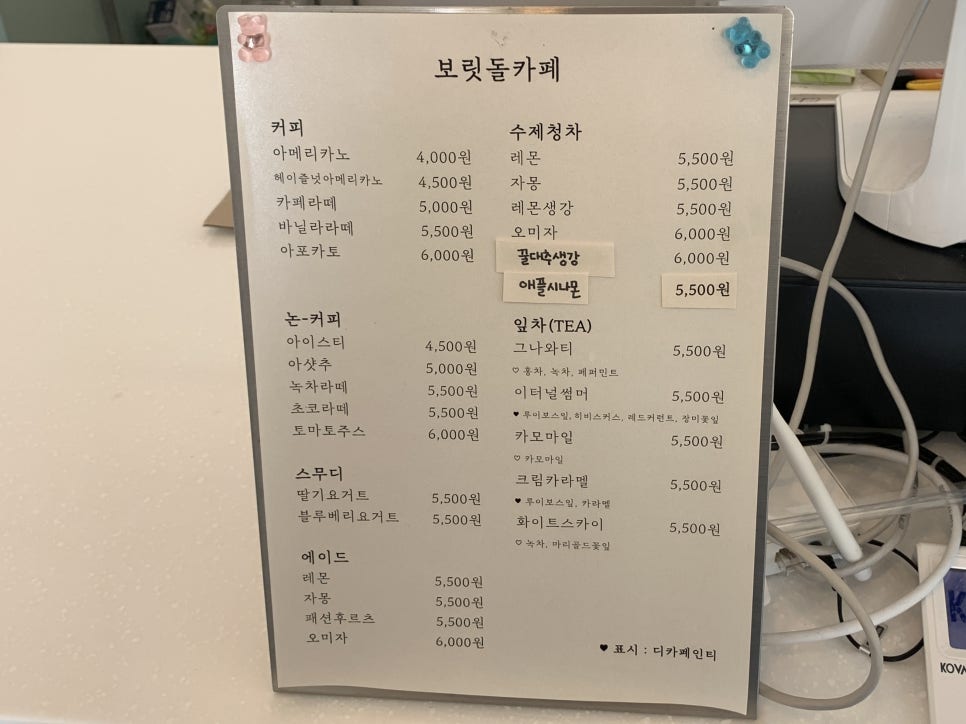 보릿돌카페
커피
아메리카노 4,000원
헤이즐넛아메리카노 4,500원
카페라떼 5,000원
바닐라라떼 5,500원
아포카토 6,000원
논-커피
아이스티 4,500원
아샷추 5,000원
녹차라떼 5,500원
초코라떼 5,500원
토마토주스 6,000원
스무디
딸기요거트 5,500원
블루베리요거트 5,500원
에이드
레몬 5,500원
자몽 5,500원
패션후르츠 5,500원
오미자 6,000원
수제청차
레몬 5,500원
자몽 5,500원
레몬생강 5,500원
오미자 6,000원
꿀대추생강 6,000원
애플시나몬 5,500원
잎차(TEA)
그나와티 5,500원
♡ 홍차, 녹차, 페퍼민트
이터널썸머 5,500원
♥ 루이보스잎, 히비스커스, 레드커런트, 장미꽃잎
카모마일 5,500원
♡ 카모마일
크림카라멜 5,500원
♥ 루이보스잎, 카라멜
화이트스카이 5,500원
♡ 녹차, 마리골드꽃잎
♥ 표시 : 디카페인티